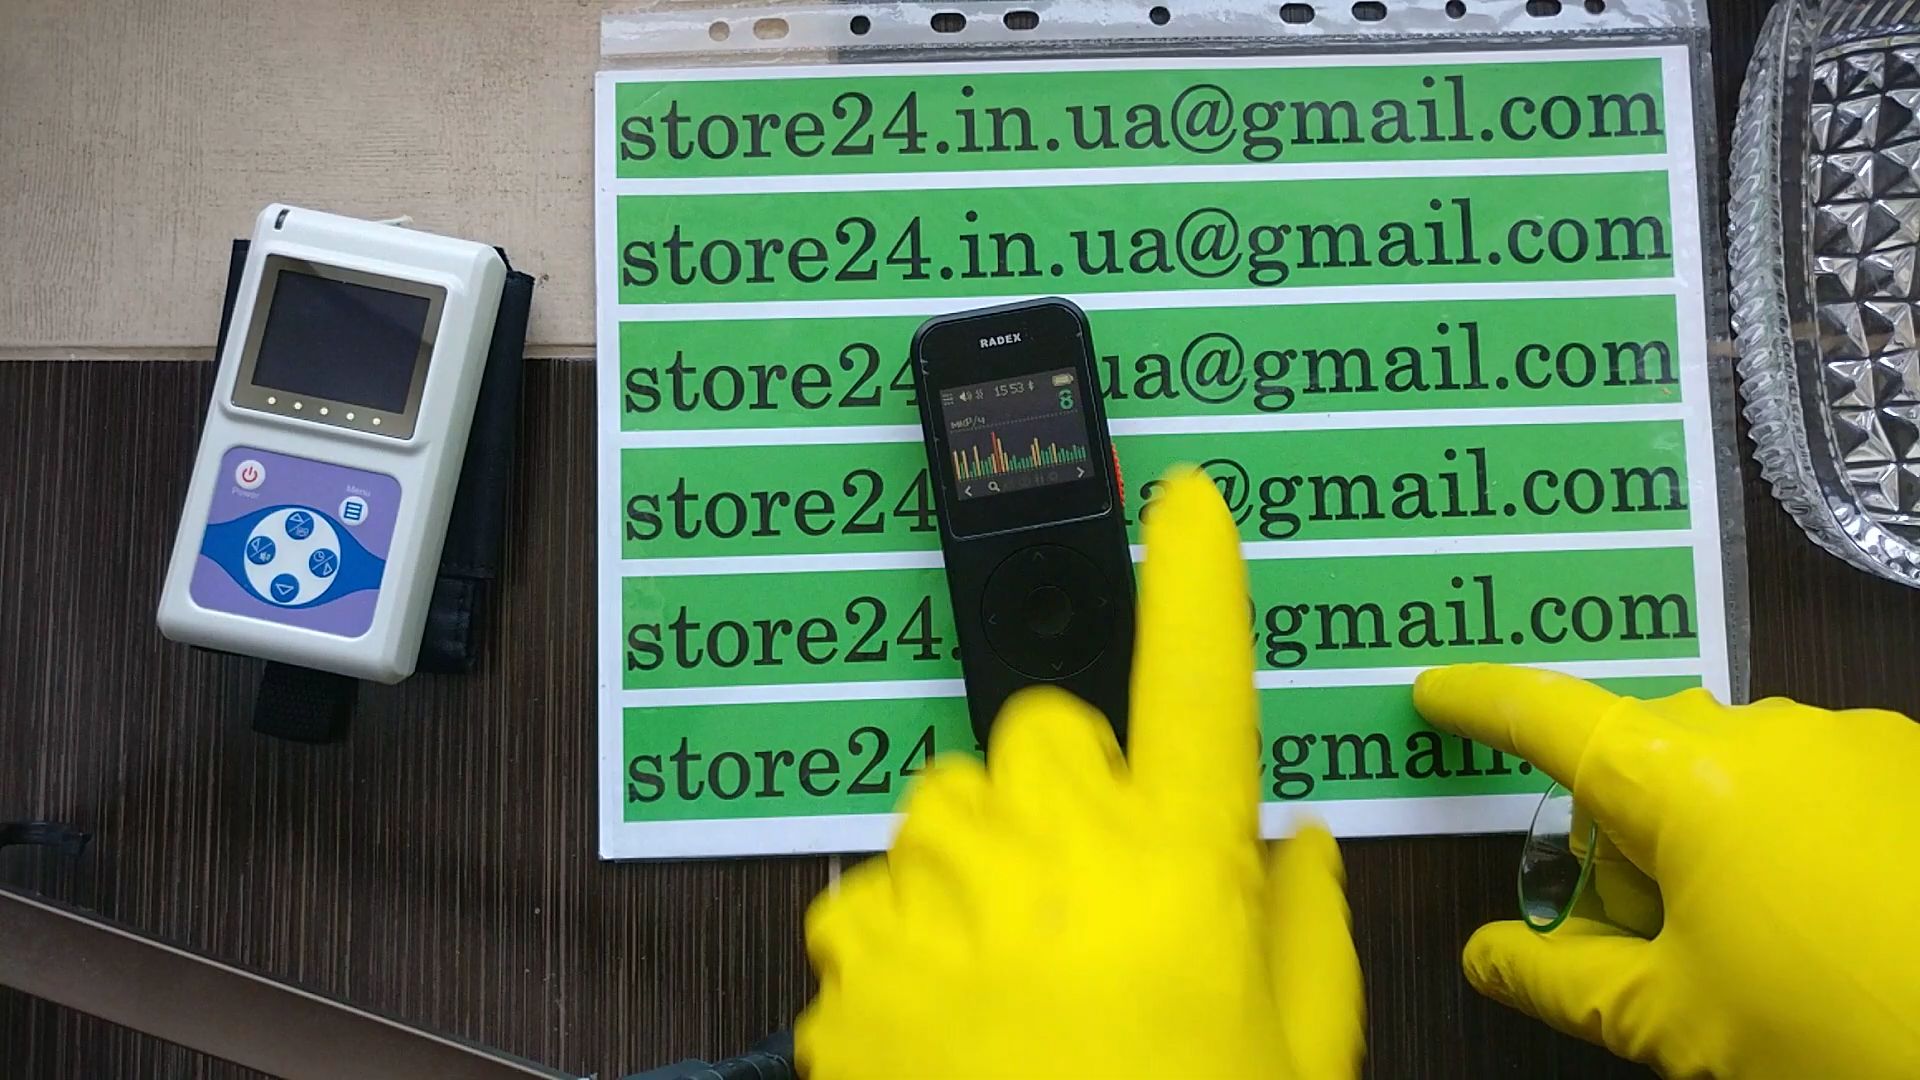 store24.in.ua@gmail.com
store24.in.ua@gmail.com
RADEX
store24 ua@gmail.com
15 53
8
мкР/ч
store24 a@gmail.com
Power
Menu
store24. gmail.com
store24 gmail.